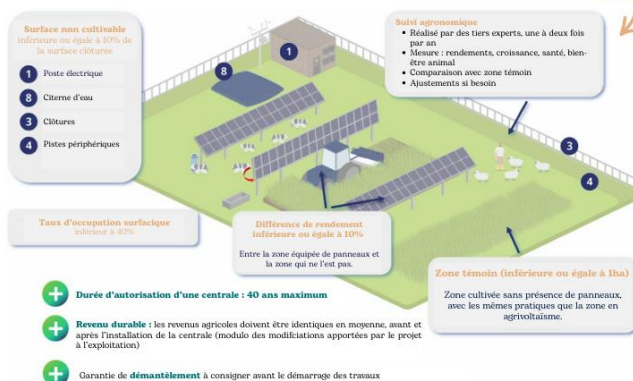 Surface non cultivable
inférieure ou égale à 10% de
la surface clôturée
1 Poste électrique
8 Citerne d'eau
3 Clôtures
4 Pistes périphériques
1
8
3
4
Suivi agronomique
• Réalisé par des tiers experts, une à deux fois
par an
• Mesure : rendements, croissance, santé, bien-
être animal
• Comparaison avec zone témoin
• Ajustements si besoin
Taux d'occupation surfacique
inférieur à 40%
Différence de rendement
inférieure ou égale à 10%
Entre la zone équipée de panneaux et
la zone qui ne l'est pas.
Zone témoin (inférieure ou égale à 1ha)
Zone cultivée sans présence de panneaux,
avec les mêmes pratiques que la zone en
agrivoltaïsme.
Durée d'autorisation d'une centrale : 40 ans maximum
Revenu durable : les revenus agricoles doivent être identiques en moyenne, avant et
après l'installation de la centrale (modulo des modifciations apportées par le projet
à l'exploitation)
Garantie de démantèlement à consigner avant le démarrage des travaux